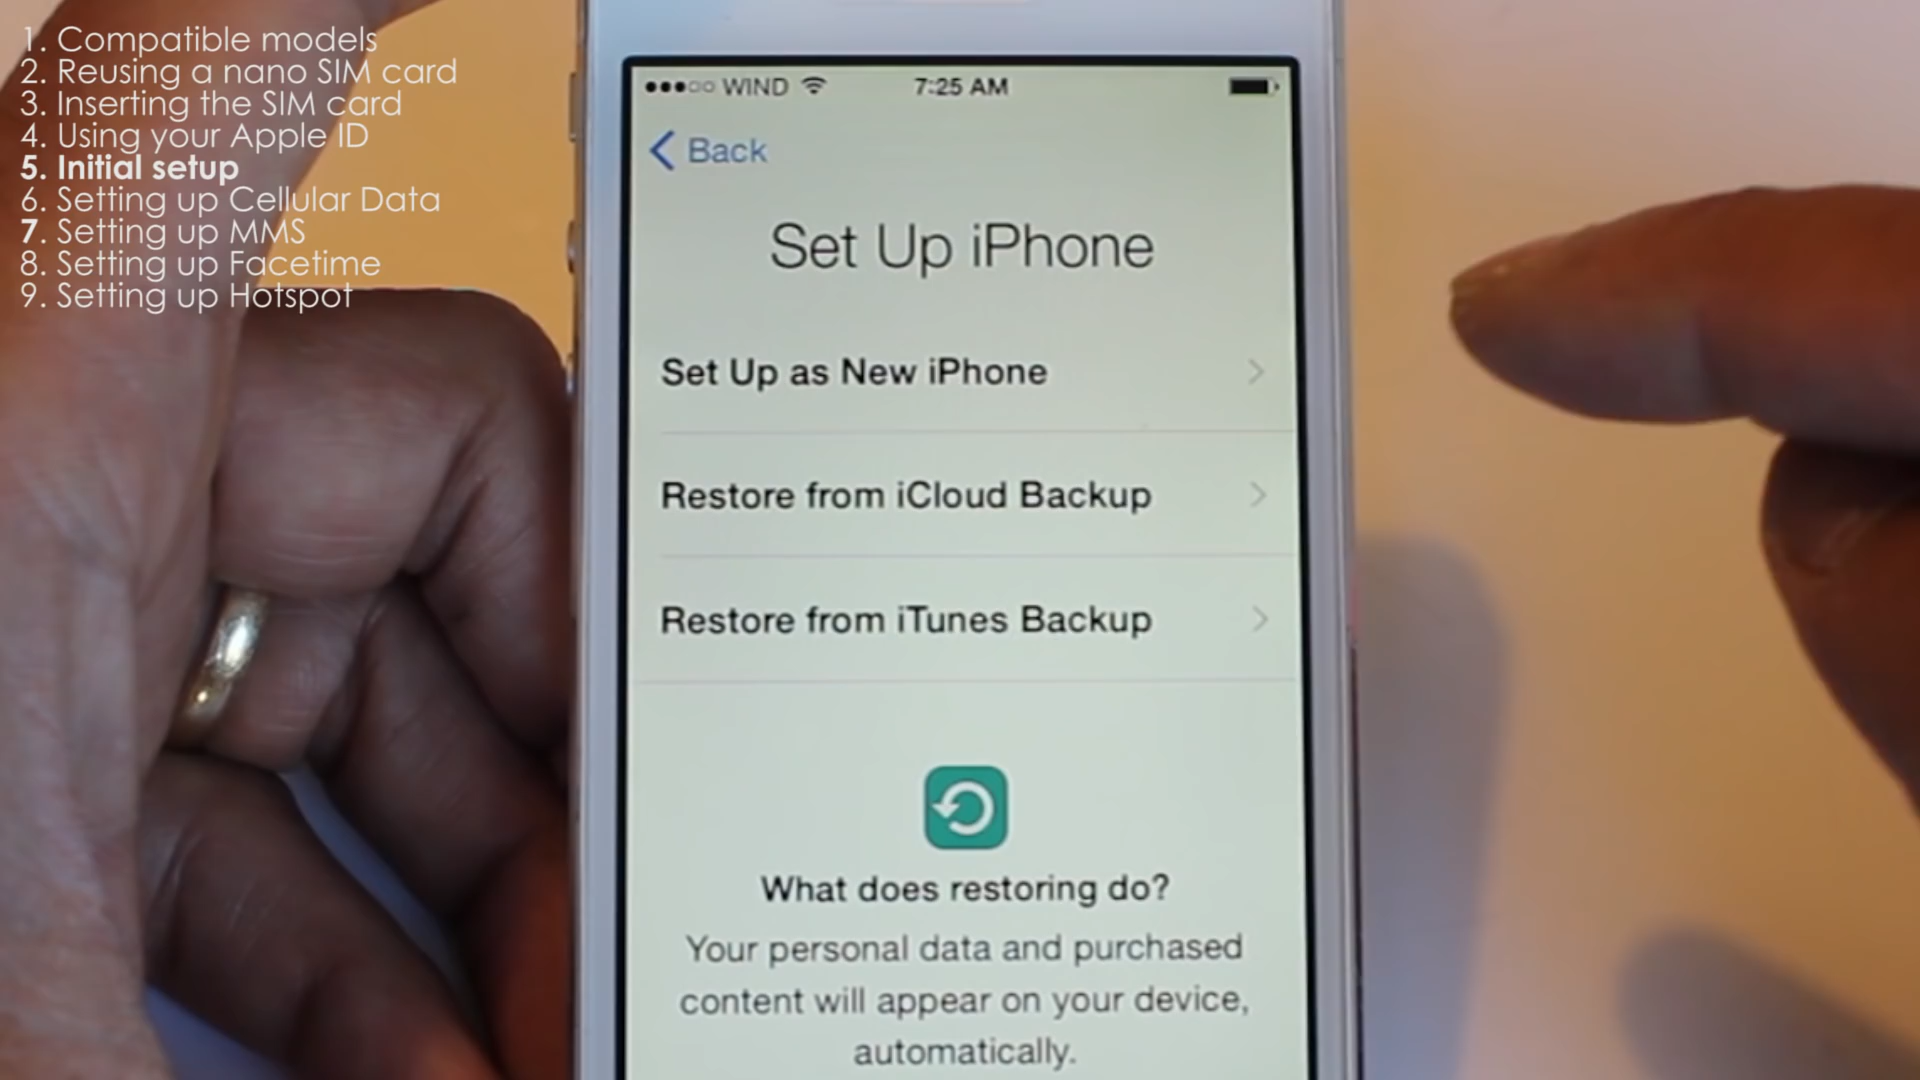 1. Compatible models
2. Reusing a nano SIM card
3. Inserting the SIM card
4. Using your Apple ID
5. Initial setup
6. Setting up Cellular Data
7. Setting up MMS
8. Setting up Facetime
9. Setting up Hotspot
WIND 7:25 AM
Back
Set Up iPhone
Set Up as New iPhone
Restore from iCloud Backup
Restore from iTunes Backup
What does restoring do?
Your personal data and purchased
content will appear on your device,
automatically.